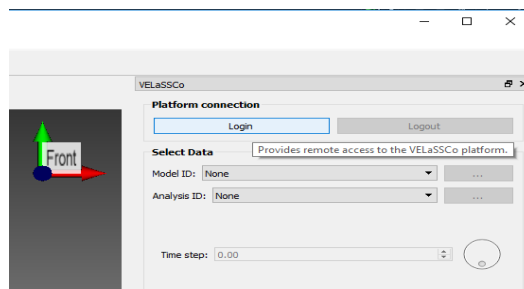 VELaSSCo
Platform connection
Login
Logout
Provides remote access to the VELaSSCo platform.
Select Data
Front
Model ID: None
...
Analysis ID: None
...
Time step: 0.00